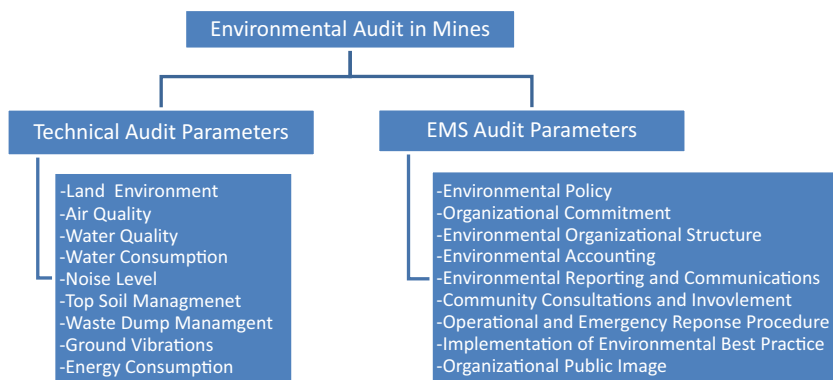 Environmental Audit in Mines
Technical Audit Parameters
-Land Environment
-Air Quality
-Water Quality
-Water Consumption
-Noise Level
-Top Soil Managmenet
-Waste Dump Manamgent
-Ground Vibrations
-Energy Consumption
EMS Audit Parameters
-Environmental Policy
-Organizational Commitment
-Environmental Organizational Structure
-Environmental Accounting
-Environmental Reporting and Communications
-Community Consultations and Invovlement
-Operational and Emergency Reponse Procedure
-Implementation of Environmental Best Practice
-Organizational Public Image